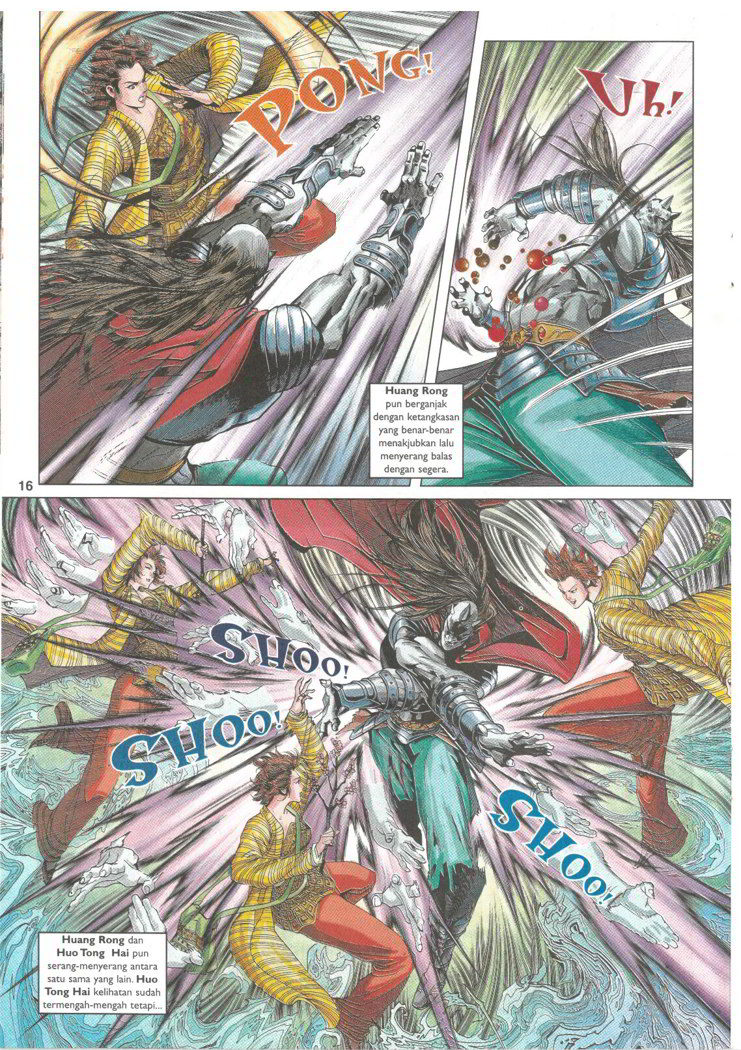 PONG!
Uh!
Huang Rong
pun berganjak
dengan ketangkasan
yang benar-benar
menakjubkan lalu
menyerang balas
dengan segera.
16
SHOO!
SHOO!
SHOO!
Huang Rong dan
Huo Tong Hai pun
serang-menyerang antara
satu sama yang lain. Huo
Tong Hai kelihatan sudah
termengah-mengah tetapi...